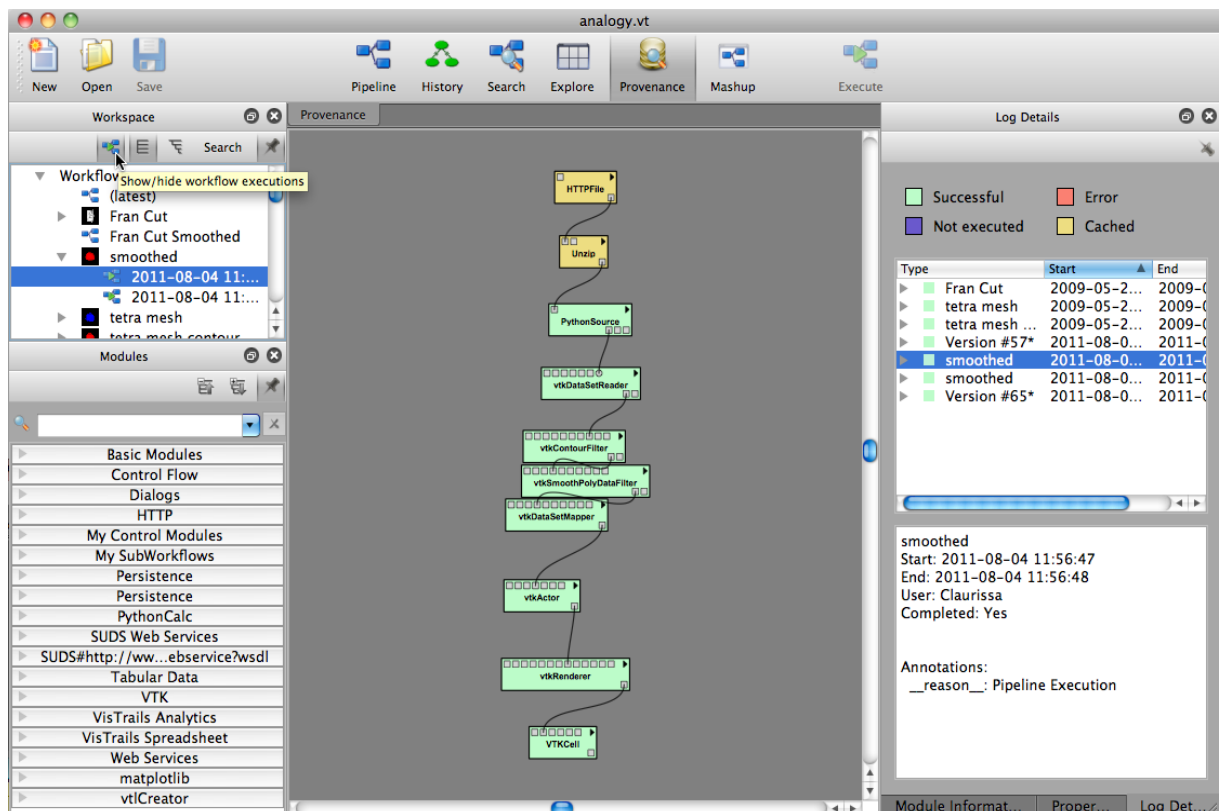 analogy.vt
New Open Save Pipeline History Search Explore Provenance Mashup Execute
Workspace
Search
Workflow
Show/hide workflow executions
(latest)
Fran Cut
Fran Cut Smoothed
smoothed
2011-08-04 11:...
2011-08-04 11:...
tetra mesh
tetra mesh contour
Modules
Basic Modules
Control Flow
Dialogs
HTTP
My Control Modules
My SubWorkflows
Persistence
Persistence
PythonCalc
SUDS Web Services
SUDS#http://ww...ebservice?wsdl
Tabular Data
VTK
VisTrails Analytics
VisTrails Spreadsheet
Web Services
matplotlib
vtlCreator
Provenance
HTTPFile
Unzip
PythonSource
vtkDataSetReader
vtkContourFilter
vtkSmoothPolyDataFilter
vtkDataSetMapper
vtkActor
vtkRenderer
VTKCell
Log Details
Successful Error
Not executed Cached
Type Start End
Fran Cut 2009-05-2... 2009-0
tetra mesh 2009-05-2... 2009-0
tetra mesh ... 2009-05-2... 2009-0
Version #57* 2011-08-0... 2011-0
smoothed 2011-08-0... 2011-0
smoothed 2011-08-0... 2011-0
Version #65* 2011-08-0... 2011-0
smoothed
Start: 2011-08-04 11:56:47
End: 2011-08-04 11:56:48
User: Claurissa
Completed: Yes
Annotations:
__reason__: Pipeline Execution
Module Informat... Proper... Log Det...